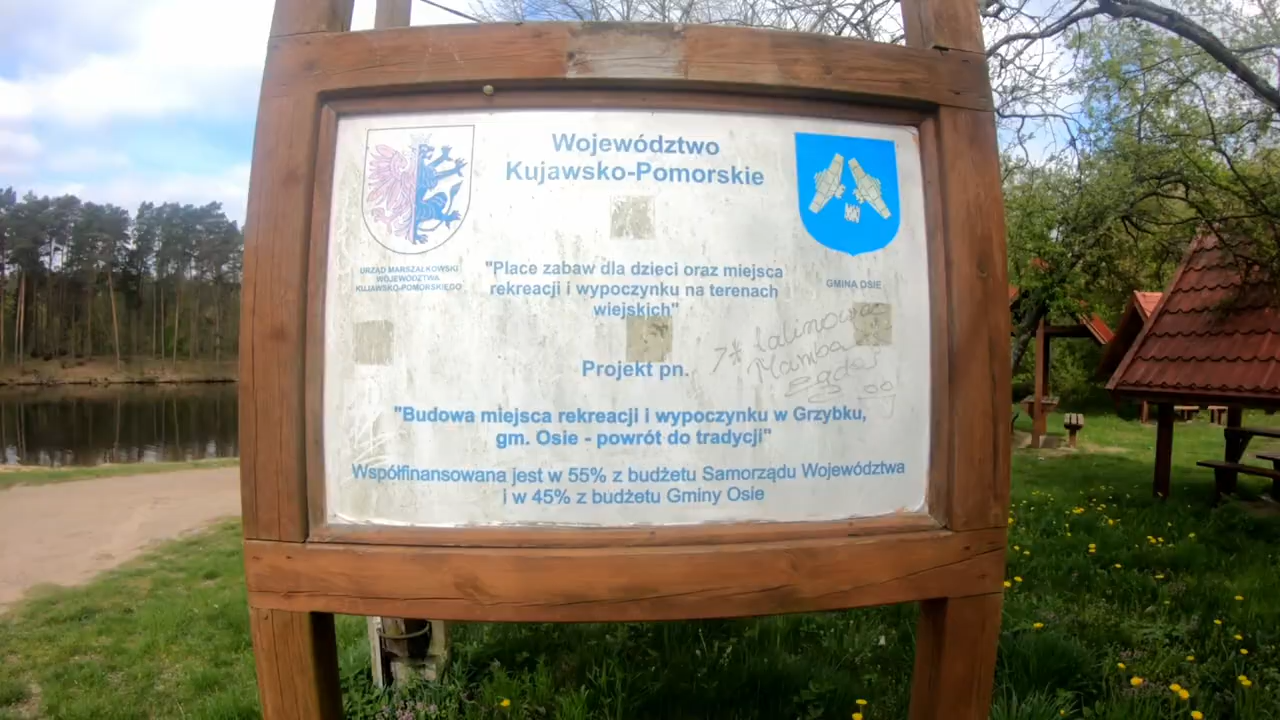 Województwo
Kujawsko-Pomorskie
URZĄD MARSZAŁKOWSKI
WOJEWÓDZTWA
KUJAWSKO-POMORSKIEGO
GMINA OSIE
"Place zabaw dla dzieci oraz miejsca
rekreacji i wypoczynku na terenach
wiejskich"
Projekt pn.
7* Mamba
"Budowa miejsca rekreacji i wypoczynku w Grzybku,
gm. Osie - powrót do tradycji"
Współfinansowana jest w 55% z budżetu Samorządu Województwa
i w 45% z budżetu Gminy Osie